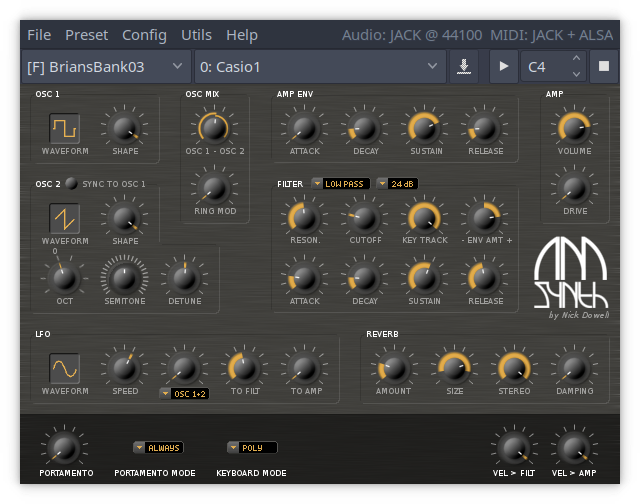 File Preset Config Utils Help Audio: JACK @ 44100 MIDI: JACK + ALSA
[F] BriansBank03 0: Casio1 C4
OSC 1 OSC MIX AMP ENV AMP
WAVEFORM SHAPE OSC 1 - OSC 2 ATTACK DECAY SUSTAIN RELEASE VOLUME
OSC 2 SYNC TO OSC 1 FILTER LOW PASS 24 dB
RING MOD DRIVE
WAVEFORM SHAPE RESON. CUTOFF KEY TRACK - ENV AMT +
0
AMSYNTH
OCT SEMITONE DETUNE ATTACK DECAY SUSTAIN RELEASE
by Nick Dowell
LFO REVERB
WAVEFORM SPEED OSC 1+2 TO FILT TO AMP AMOUNT SIZE STEREO DAMPING
ALWAYS POLY
PORTAMENTO PORTAMENTO MODE KEYBOARD MODE VEL > FILT VEL > AMP